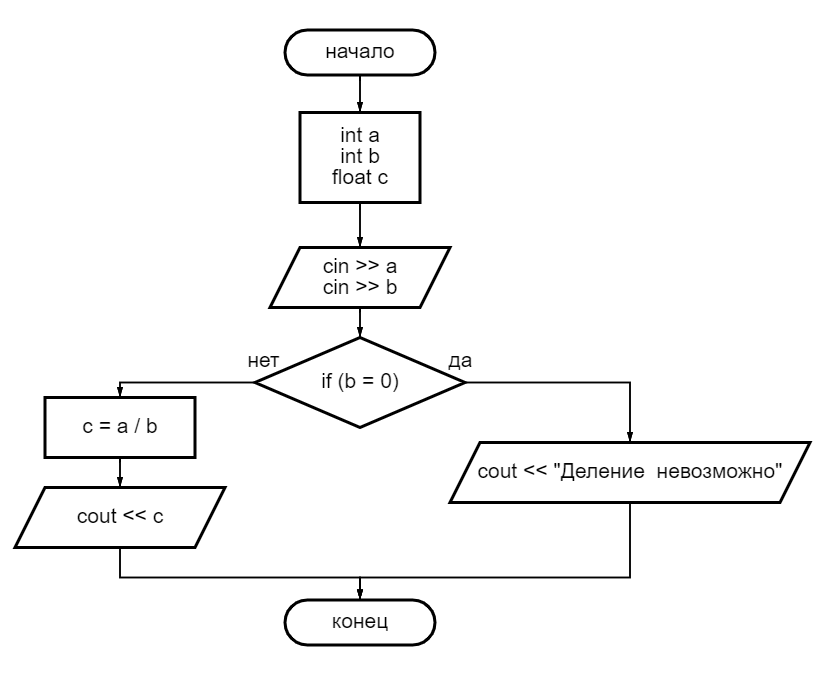 начало
int a
int b
float c
cin >> a
cin >> b
нет
да
if (b = 0)
c = a / b
cout << "Деление  невозможно"
cout << c
конец